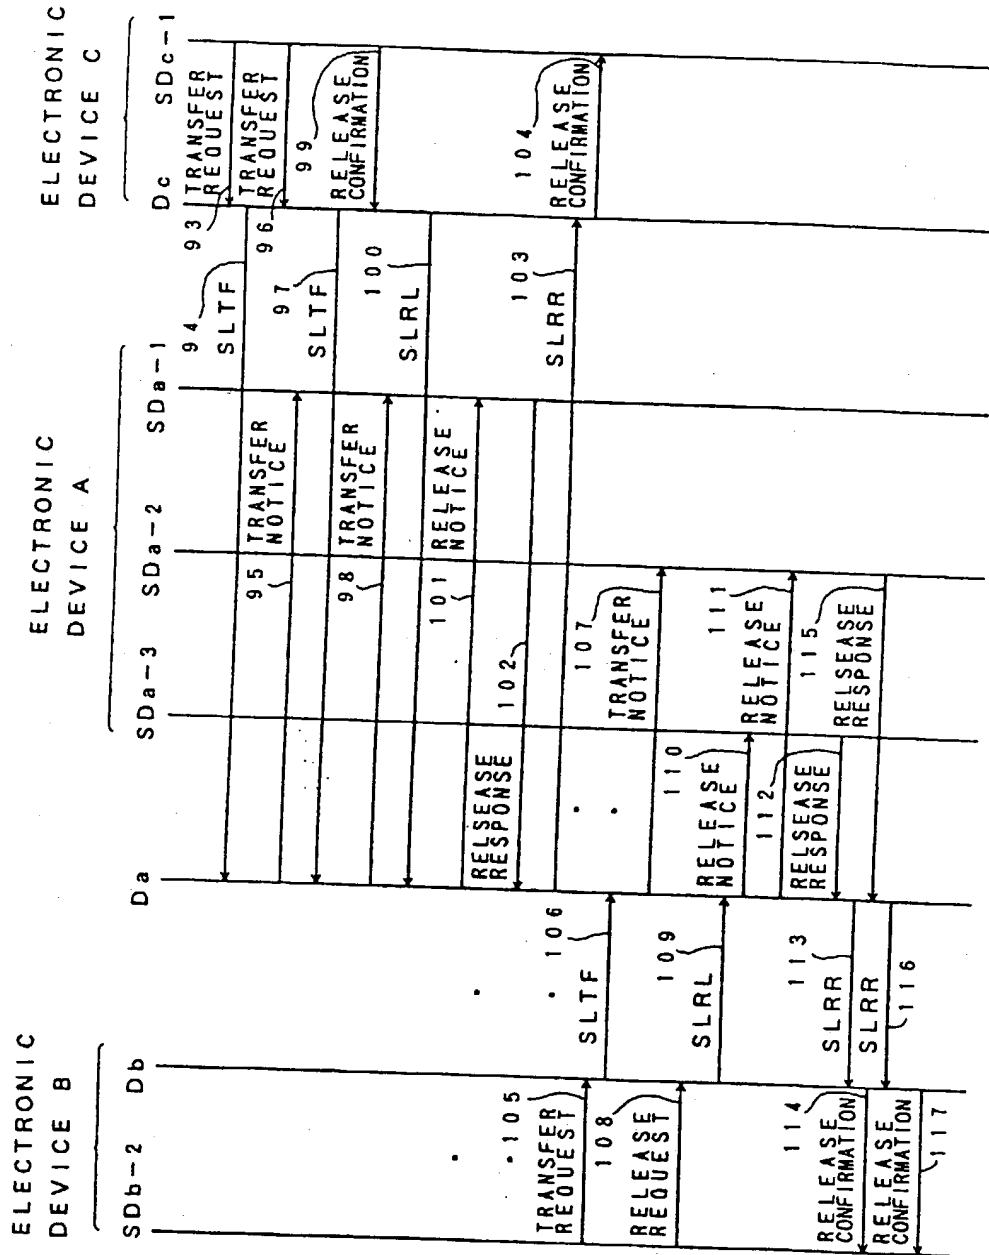 ELECTRONIC
DEVICE B
ELECTRONIC
DEVICE A
ELECTRONIC
DEVICE C
SDb-2
Db
Da
SDa-3
SDa-2
SDa-1
Dc
SDc-1
TRANSFER
REQUEST
93
94
SLTF
95
TRANSFER
NOTICE
TRANSFER
REQUEST
96
97
SLTF
98
TRANSFER
NOTICE
99
RELEASE
CONFIRMATION
100
SLRL
101
RELEASE
NOTICE
RELSEASE
RESPONSE
102
103
SLRR
104
RELEASE
CONFIRMATION
105
TRANSFER
REQUEST
106
SLTF
107
TRANSFER
NOTICE
108
RELEASE
REQUEST
109
SLRL
110
RELEASE
NOTICE
111
RELEASE
NOTICE
112
RELSEASE
RESPONSE
113
SLRR
114
RELEASE
CONFIRMATION
115
RELSEASE
RESPONSE
SLRR
116
RELEASE
CONFIRMATION
117